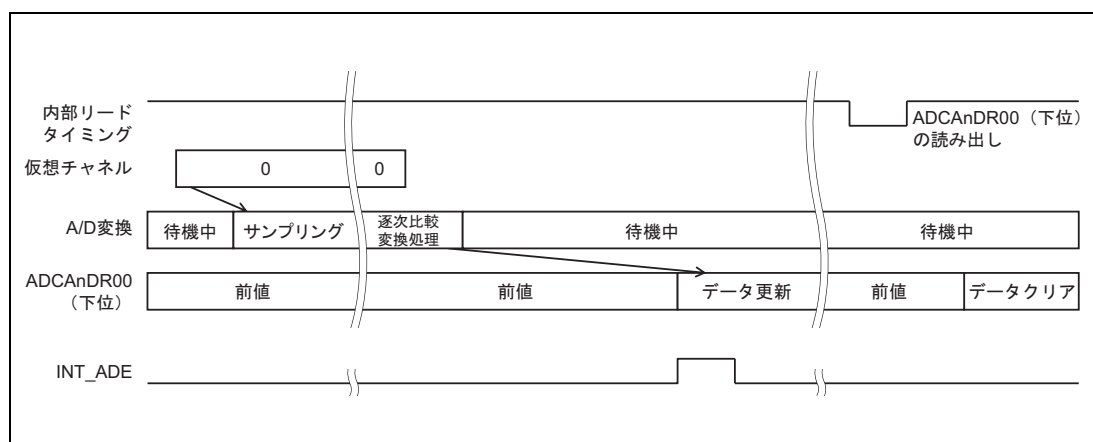 内部リード
タイミング
ADCAnDR00（下位）
の読み出し
仮想チャネル
0
0
A/D変換
待機中
サンプリング
逐次比較
変換処理
待機中
待機中
ADCAnDR00
（下位）
前値
前値
データ更新
前値
データクリア
INT_ADE